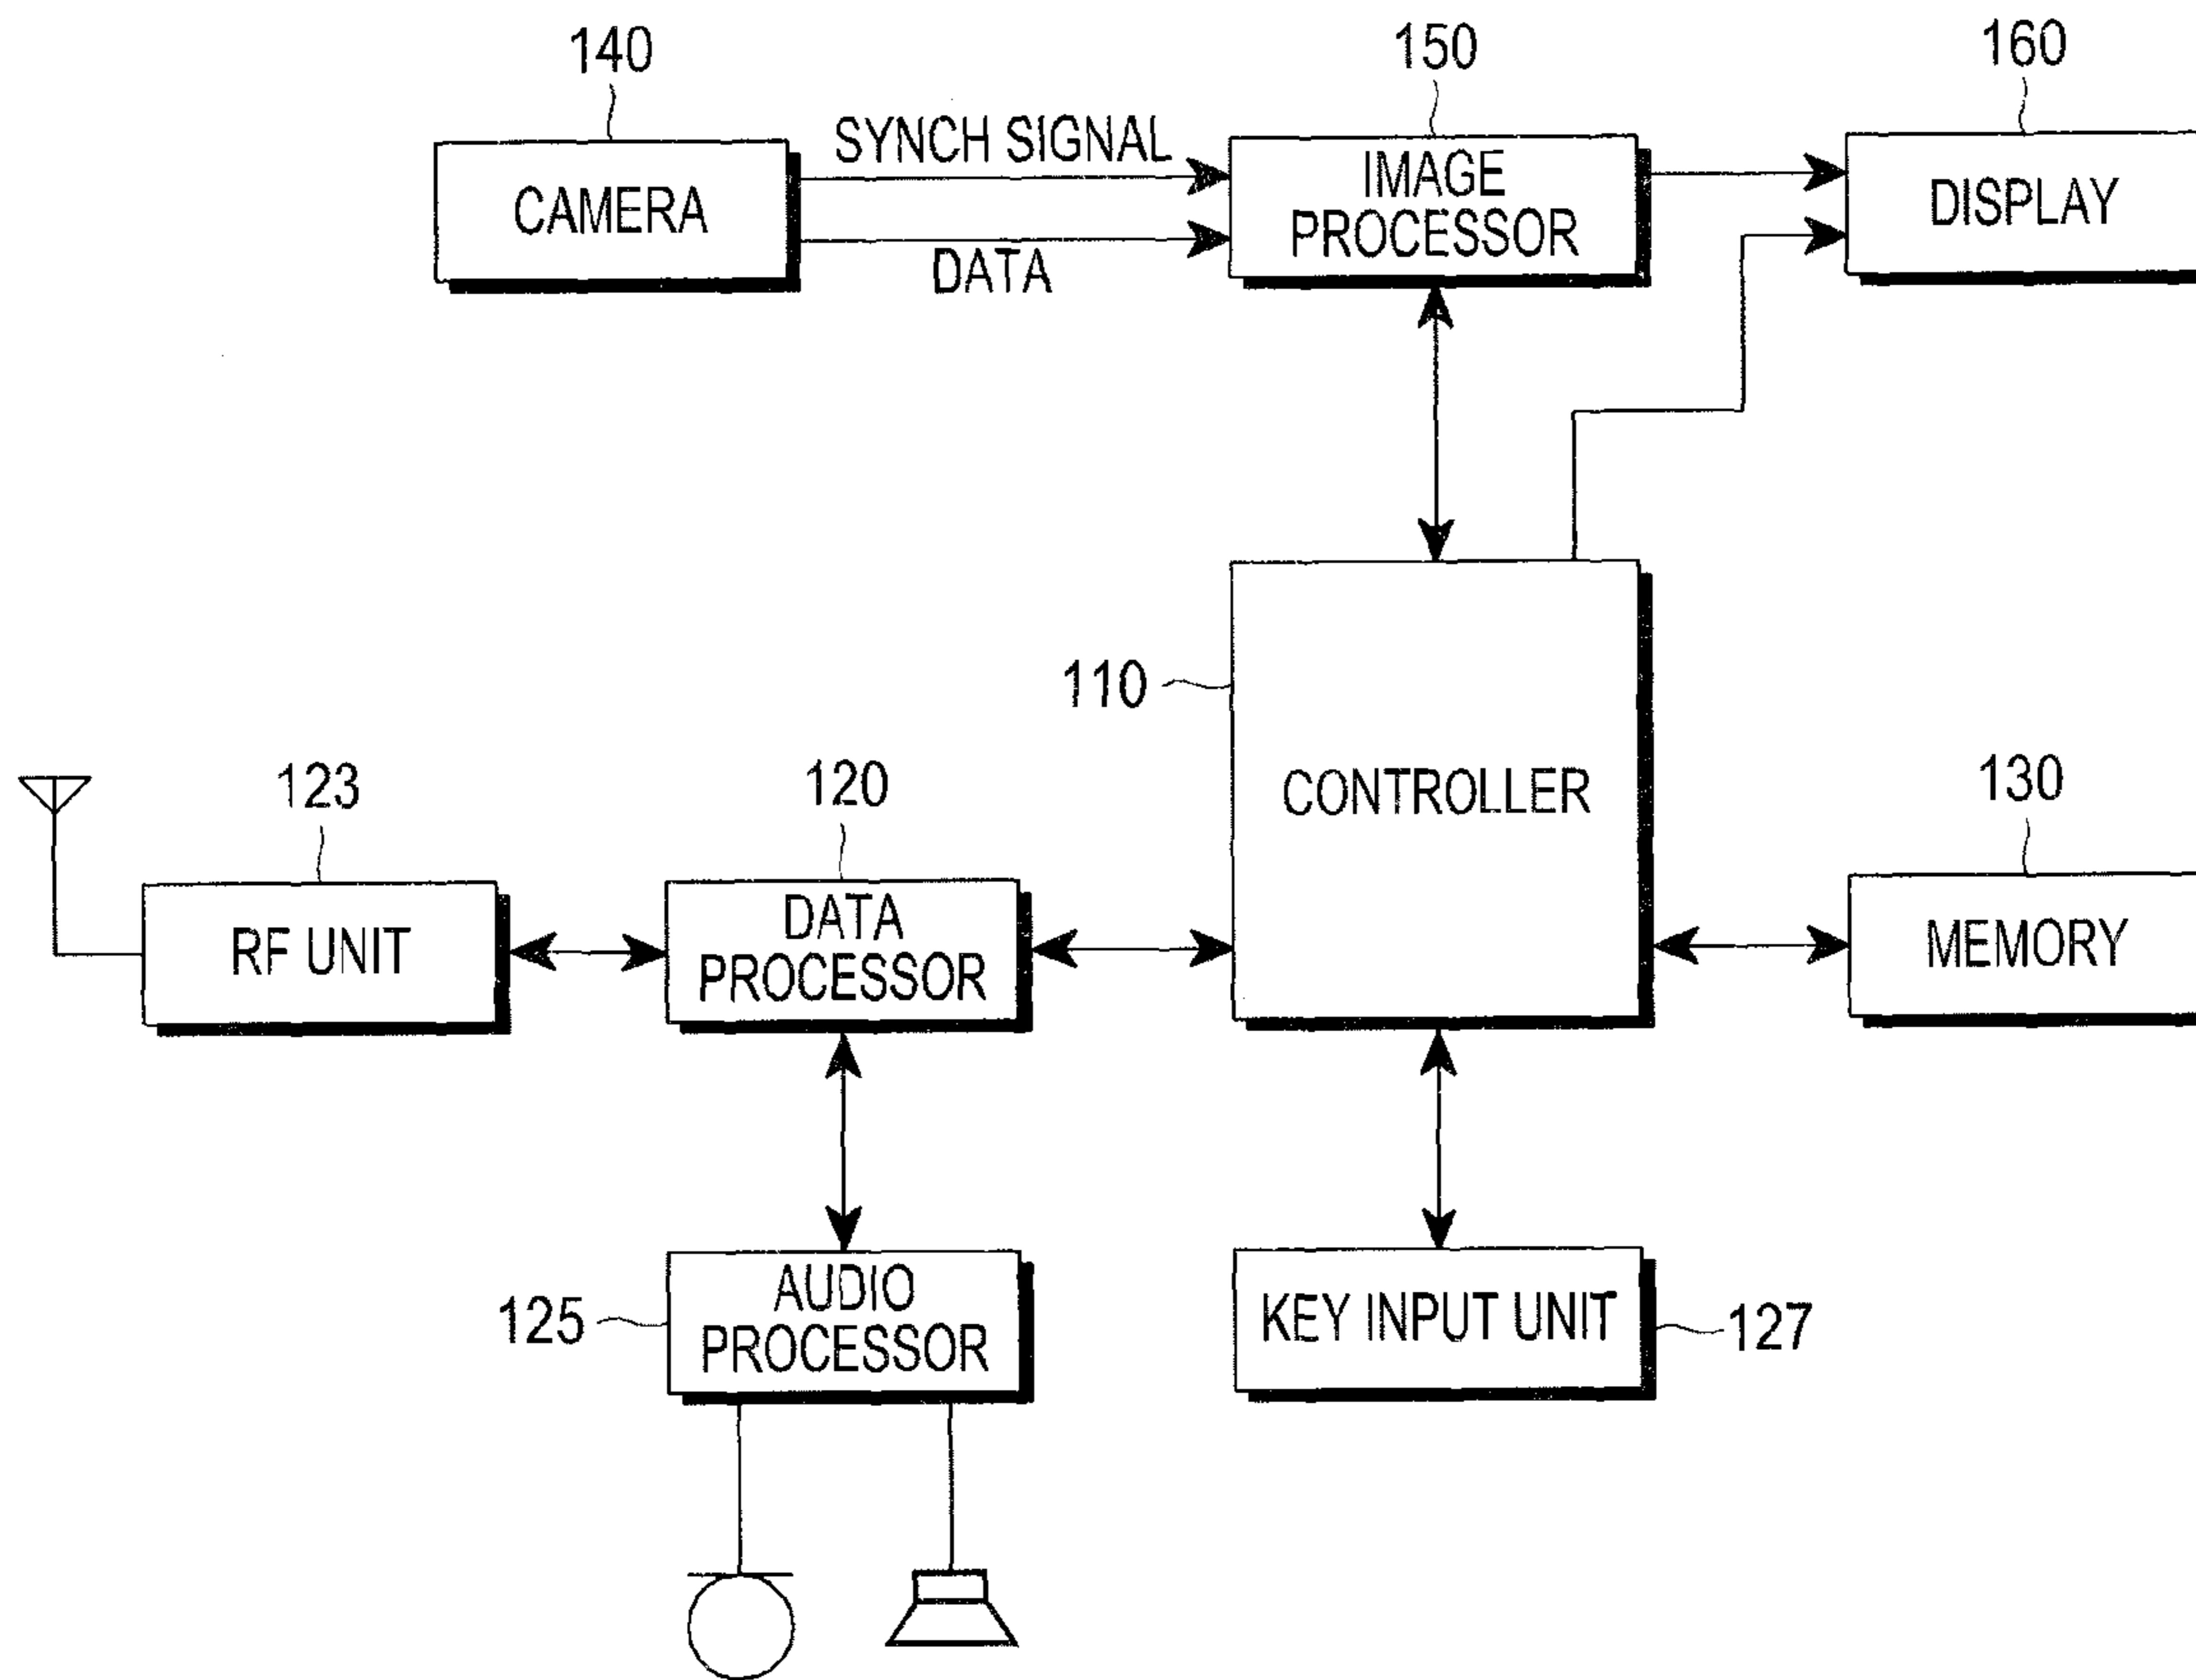 140
150
160
SYNCH SIGNAL
CAMERA
DATA
IMAGE
PROCESSOR
DISPLAY
110
CONTROLLER
123
120
130
RF UNIT
DATA
PROCESSOR
MEMORY
125
AUDIO
PROCESSOR
KEY INPUT UNIT
127